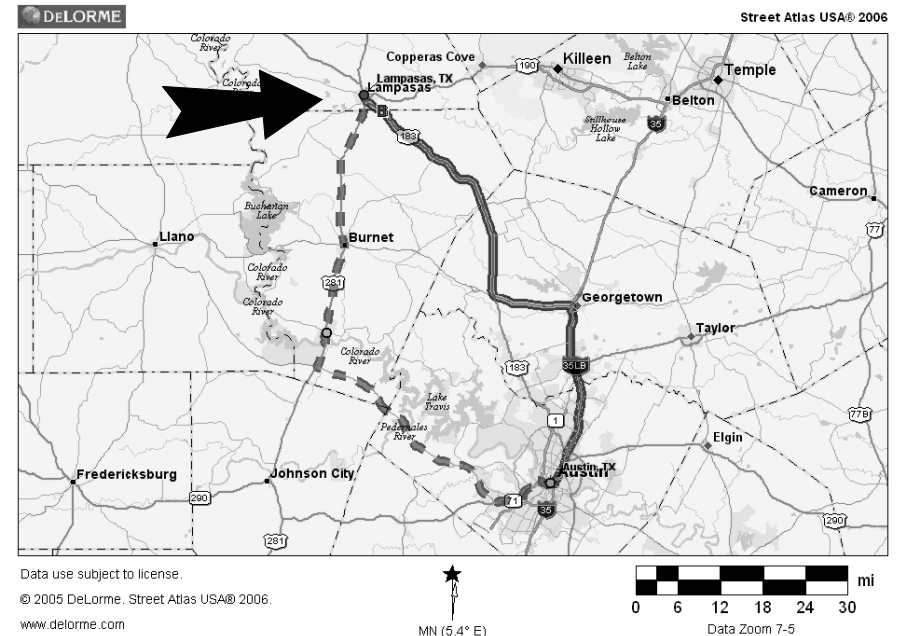 DELORME
Street Atlas USA® 2006
Colorado
River
Copperas Cove
190
Killeen
Belton
Lake
Temple
Colorado
River
Lampasas, TX
Lampasas
B
Belton
183
Stillhouse
Hollow
Lake
35
Cameron
Buchanan
Lake
77
Llano
Burnet
Colorado
River
281
Colorado
River
Georgetown
Taylor
Colorado
River
183
35LB
Lake
Travis
1
77B
Pedernales
River
Elgin
Fredericksburg
Johnson City
Austin, TX
Austin
290
71
35
290
281
Data use subject to license.
© 2005 DeLorme. Street Atlas USA® 2006.
www.delorme.com
MN (5.4° E)
mi
0 6 12 18 24 30
Data Zoom 7-5